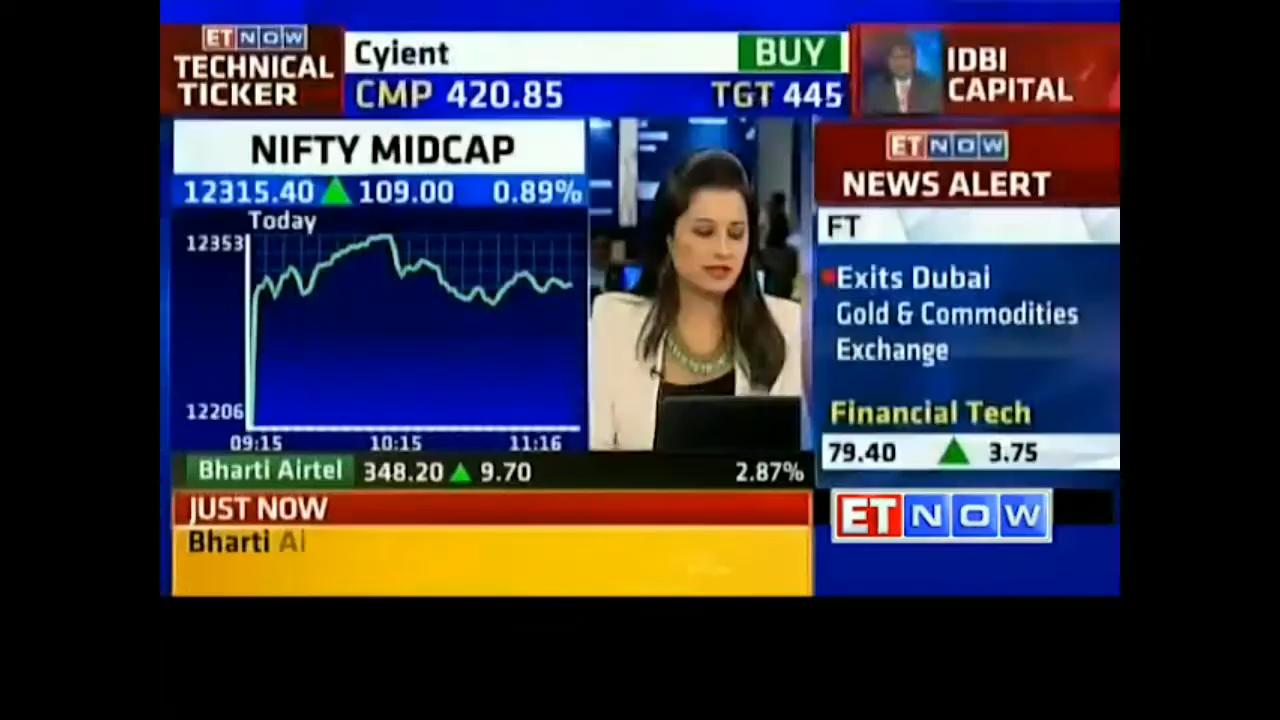 ET NOW
TECHNICAL
TICKER
Cyient
BUY
CMP 420.85
TGT 445
IDBI
CAPITAL
NIFTY MIDCAP
12315.40 ▲ 109.00 0.89%
Today
12353
12206
09:15 10:15 11:16
ET NOW
NEWS ALERT
FT
Exits Dubai
Gold & Commodities
Exchange
Financial Tech
79.40 ▲ 3.75
Bharti Airtel 348.20 ▲ 9.70 2.87%
JUST NOW
Bharti Ai
ET NOW